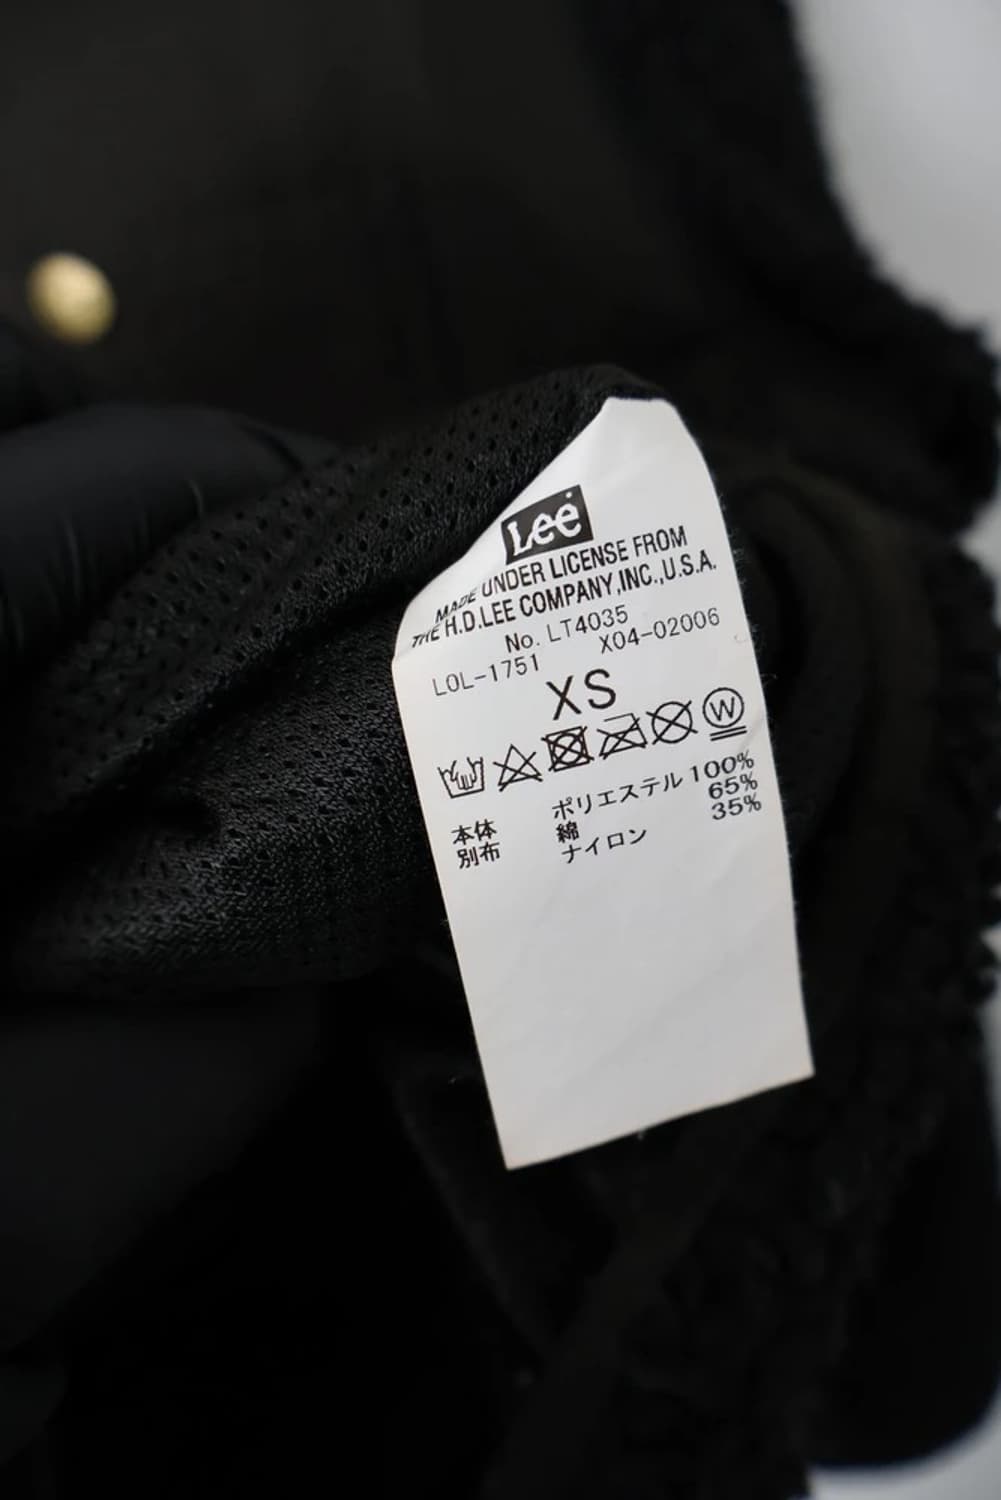 Lee
MADE UNDER LICENSE FROM
THE H.D.LEE COMPANY,INC.,U.S.A.
No. LT4035
LOL-1751 X04-02006
XS
W
本体 ポリエステル 100%
別布 綿 65%
ナイロン 35%